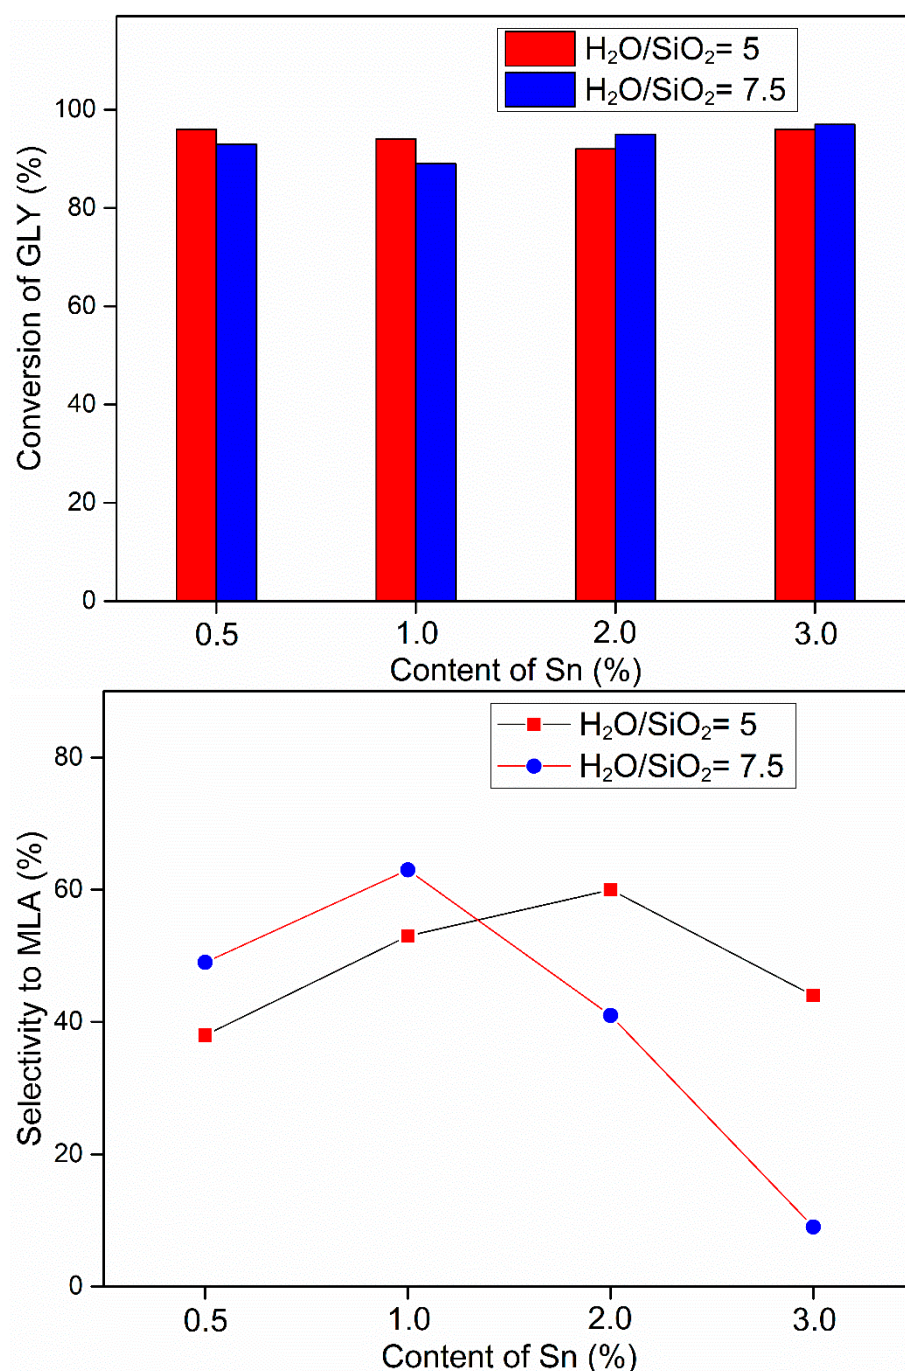 H₂O/SiO₂= 5
H₂O/SiO₂= 7.5
Conversion of GLY (%)
100
80
60
40
20
0
0.5 1.0 2.0 3.0
Content of Sn (%)
H₂O/SiO₂= 5
H₂O/SiO₂= 7.5
Selectivity to MLA (%)
80
60
40
20
0
0.5 1.0 2.0 3.0
Content of Sn (%)